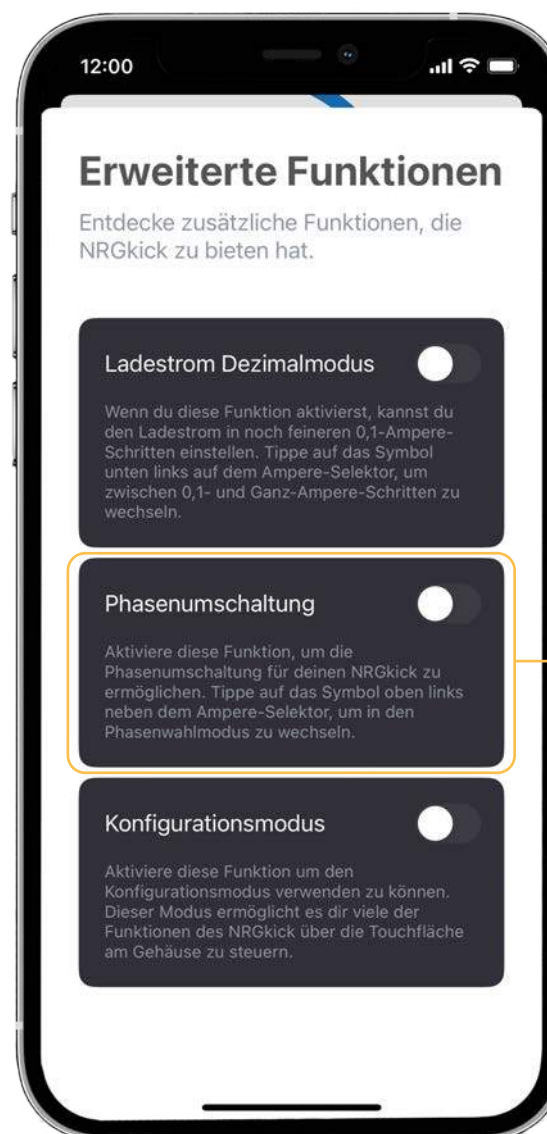 12:00
Erweiterte Funktionen
Entdecke zusätzliche Funktionen, die
NRGkick zu bieten hat.
Ladestrom Dezimalmodus
Wenn du diese Funktion aktivierst, kannst du
den Ladestrom in noch feineren 0,1-Ampere-
Schritten einstellen. Tippe auf das Symbol
unten links auf dem Ampere-Selektor, um
zwischen 0,1- und Ganz-Ampere-Schritten zu
wechseln.
Phasenumschaltung
Aktiviere diese Funktion, um die
Phasenumschaltung für deinen NRGkick zu
ermöglichen. Tippe auf das Symbol oben links
neben dem Ampere-Selektor, um in den
Phasenwahlmodus zu wechseln.
Konfigurationsmodus
Aktiviere diese Funktion um den
Konfigurationsmodus verwenden zu können.
Dieser Modus ermöglicht es dir viele der
Funktionen des NRGkick über die Touchfläche
am Gehäuse zu steuern.